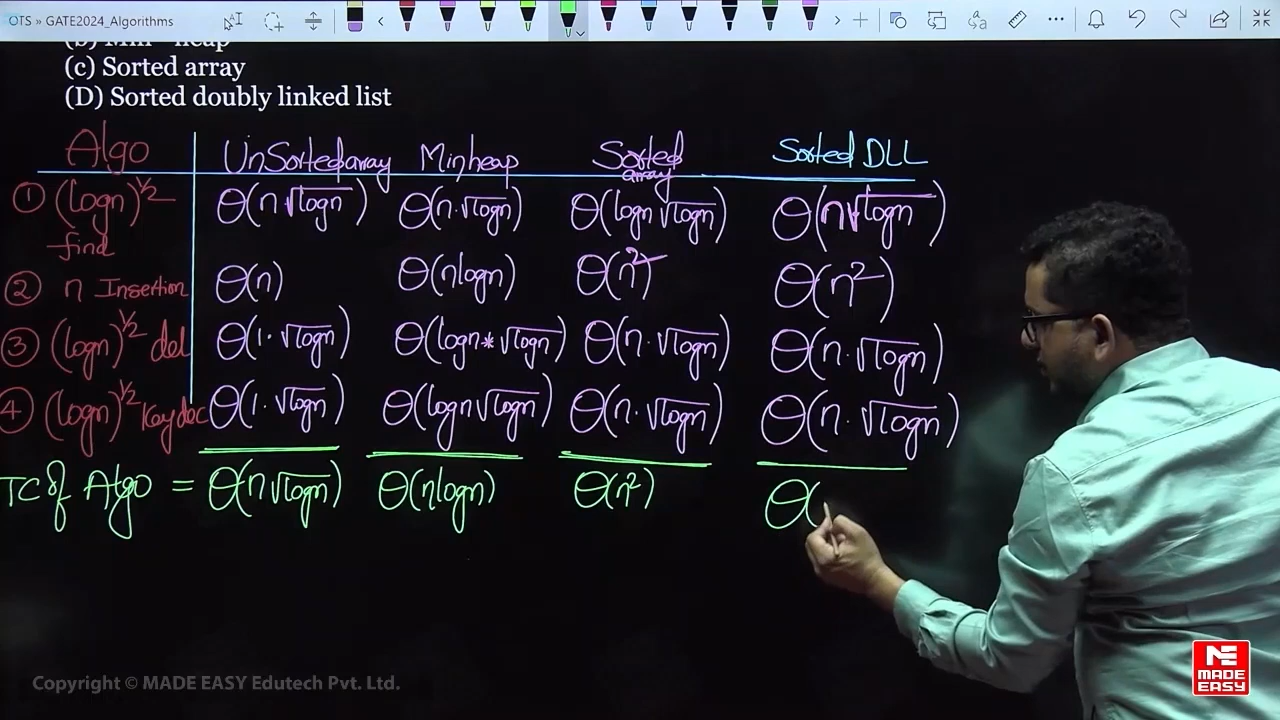 OTS » GATE2024_Algorithms
(b) Min - heap
(c) Sorted array
(D) Sorted doubly linked list
Algo UnSorted array Minheap Sorted array Sorted DLL
① (logn)^1/2 find Θ(n√logn) Θ(n·√logn) Θ(logn√logn) Θ(n√logn)
② n Insertion Θ(n) Θ(nlogn) Θ(n²) Θ(n²)
③ (logn)^1/2 del Θ(1·√logn) Θ(logn*√logn) Θ(n·√logn) Θ(n·√logn)
④ (logn)^1/2 Key dec Θ(1·√logn) Θ(logn√logn) Θ(n·√logn) Θ(n·√logn)
TC of Algo = Θ(n√logn) Θ(nlogn) Θ(n²) Θ(
Copyright © MADE EASY Edutech Pvt. Ltd.
ME
MADE
EASY